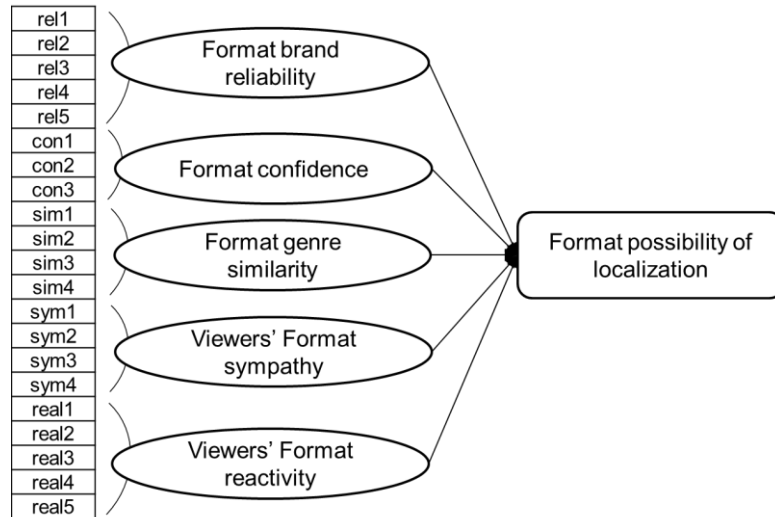 rel1
rel2
rel3
rel4
rel5
con1
con2
con3
sim1
sim2
sim3
sim4
sym1
sym2
sym3
sym4
real1
real2
real3
real4
real5
Format brand
reliability
Format confidence
Format genre
similarity
Viewers’ Format
sympathy
Viewers’ Format
reactivity
Format possibility of
localization